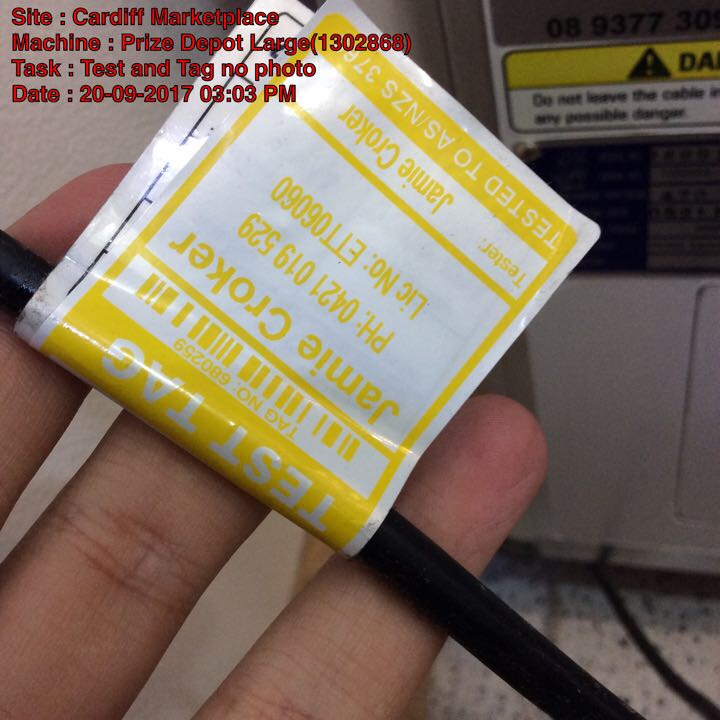 Site : Cardiff Marketplace
Machine : Prize Depot Large(1302868)
Task : Test and Tag no photo
Date : 20-09-2017 03:03 PM
08 9377
Do not leave the cable in
any possible danger.
TEST TAG
TAG NO: 680259
Jamie Croker
PH: 0421 019 529
Lic No: ETT06060
Tester: Jamie Croker
TESTED TO AS/NZS